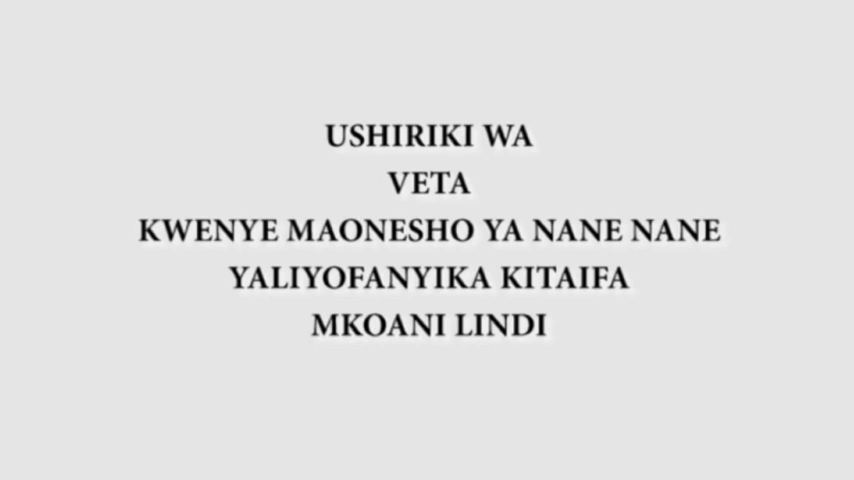 USHIRIKI WA
VETA
KWENYE MAONESHO YA NANE NANE
YALIYOFANYIKA KITAIFA
MKOANI LINDI